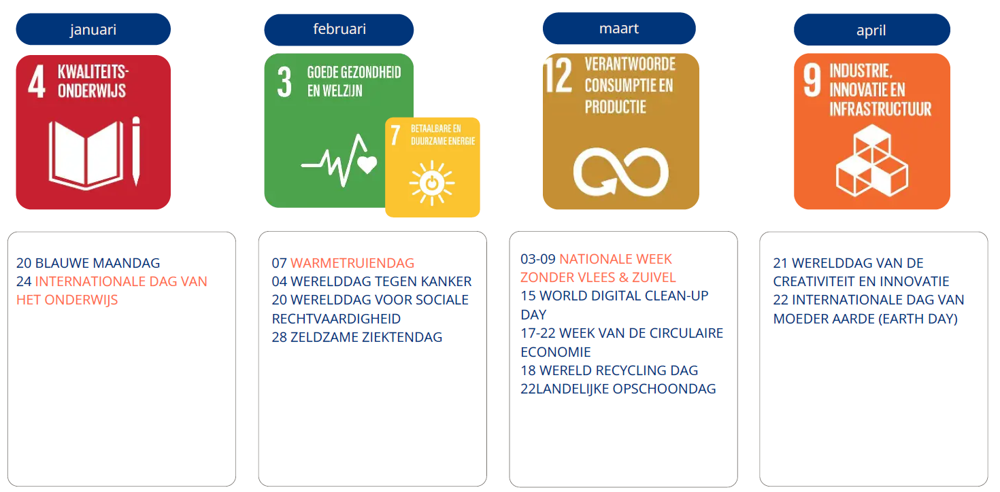 januari
4 KWALITEITS-
ONDERWIJS
20 BLAUWE MAANDAG
24 INTERNATIONALE DAG VAN
HET ONDERWIJS
februari
3 GOEDE GEZONDHEID
EN WELZIJN
7 BETAALBARE EN
DUURZAME ENERGIE
07 WARMETRUIENDAG
04 WERELDDAG TEGEN KANKER
20 WERELDDAG VOOR SOCIALE
RECHTVAARDIGHEID
28 ZELDZAME ZIEKTENDAG
maart
12 VERANTWOORDE
CONSUMPTIE EN
PRODUCTIE
03-09 NATIONALE WEEK
ZONDER VLEES & ZUIVEL
15 WORLD DIGITAL CLEAN-UP
DAY
17-22 WEEK VAN DE CIRCULAIRE
ECONOMIE
18 WERELD RECYCLING DAG
22LANDELIJKE OPSCHOONDAG
april
9 INDUSTRIE,
INNOVATIE EN
INFRASTRUCTUUR
21 WERELDDAG VAN DE
CREATIVITEIT EN INNOVATIE
22 INTERNATIONALE DAG VAN
MOEDER AARDE (EARTH DAY)